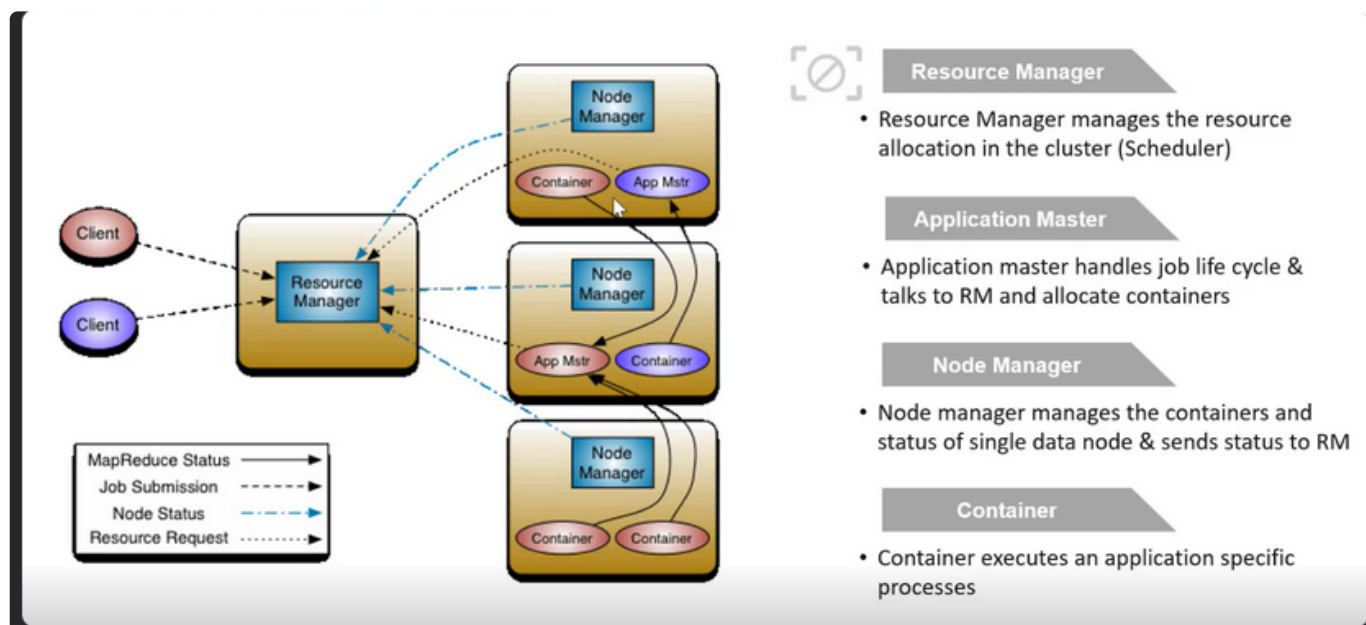 Client
Client
Resource
Manager
Node
Manager
Container
App Mstr
Node
Manager
App Mstr
Container
Node
Manager
Container
Container
MapReduce Status
Job Submission
Node Status
Resource Request
Resource Manager
• Resource Manager manages the resource
allocation in the cluster (Scheduler)
Application Master
• Application master handles job life cycle &
talks to RM and allocate containers
Node Manager
• Node manager manages the containers and
status of single data node & sends status to RM
Container
• Container executes an application specific
processes